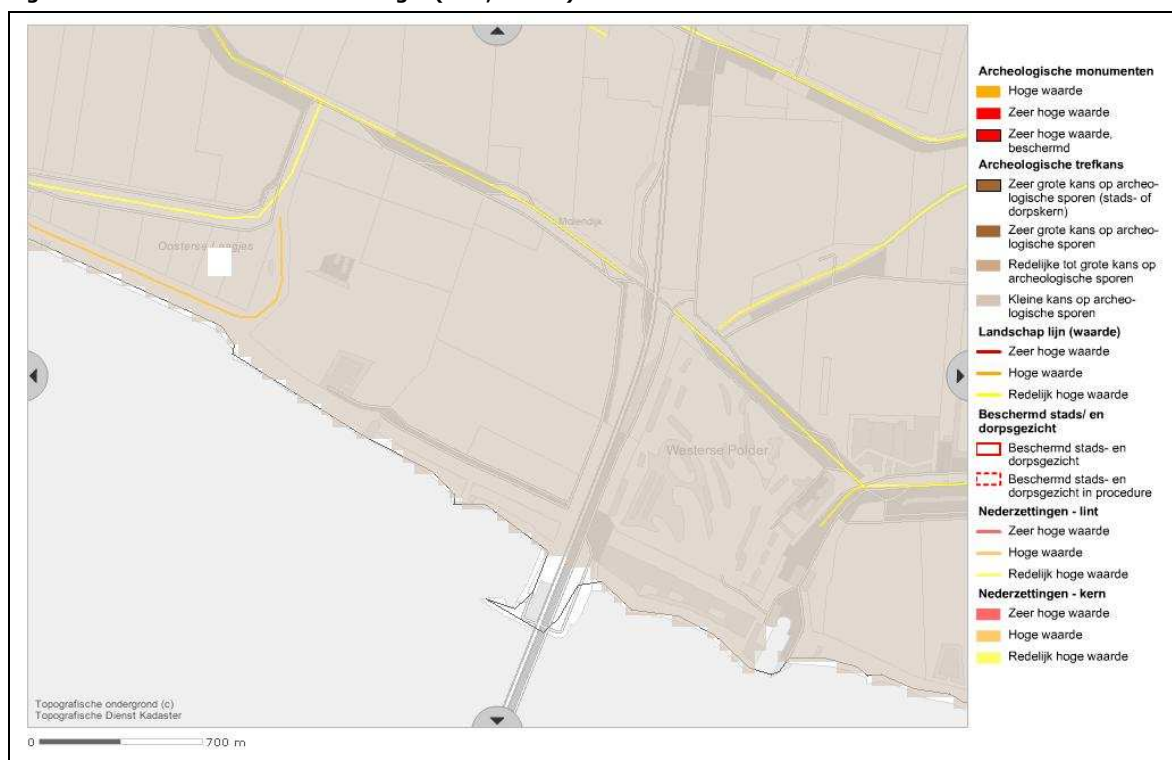 Molendijk
Westerse Polder
Topografische ondergrond (c)
Topografische Dienst Kadaster
0 700 m
Archeologische monumenten
Hoge waarde
Zeer hoge waarde
Zeer hoge waarde,
beschermd
Archeologische trefkans
Zeer grote kans op archeo-
logische sporen (stads- of
dorpskern)
Zeer grote kans op archeo-
logische sporen
Redelijke tot grote kans op
archeologische sporen
Kleine kans op archeo-
logische sporen
Landschap lijn (waarde)
Zeer hoge waarde
Hoge waarde
Redelijk hoge waarde
Beschermd stads/ en
dorpsgezicht
Beschermd stads- en
dorpsgezicht
Beschermd stads- en
dorpsgezicht in procedure
Nederzettingen - lint
Zeer hoge waarde
Hoge waarde
Redelijk hoge waarde
Nederzettingen - kern
Zeer hoge waarde
Hoge waarde
Redelijk hoge waarde